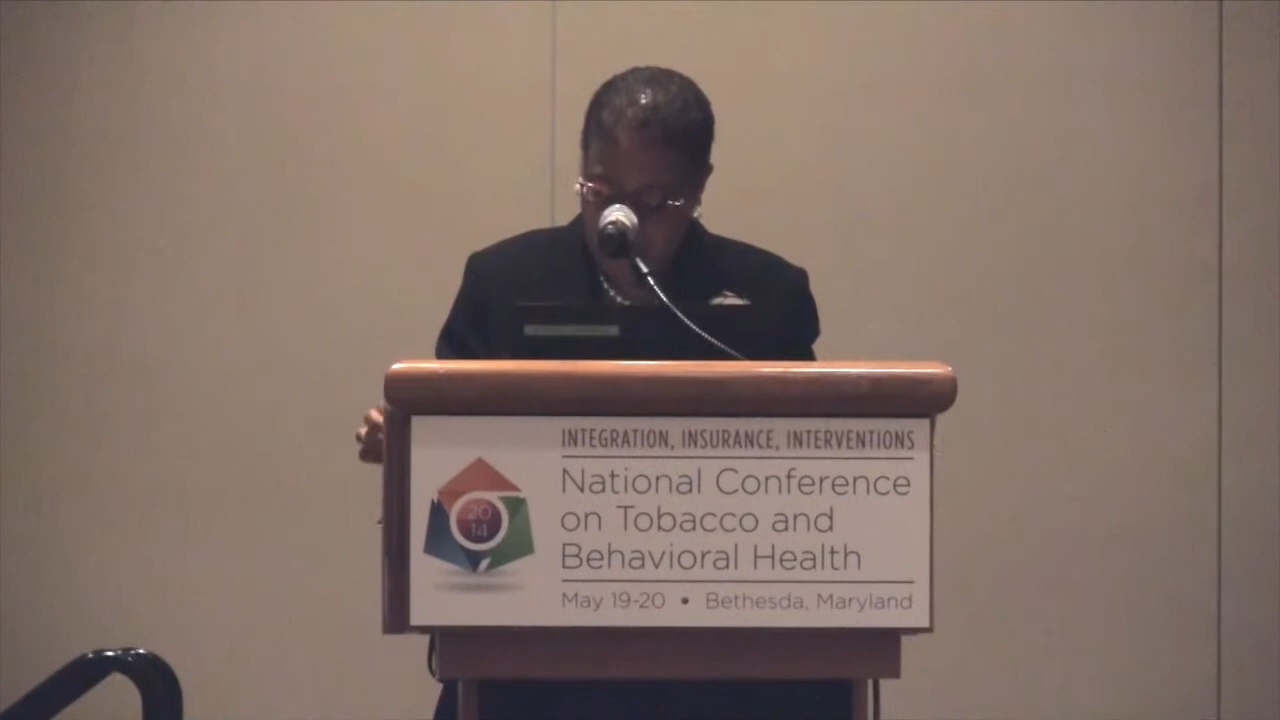 INTEGRATION, INSURANCE, INTERVENTIONS
National Conference
on Tobacco and
Behavioral Health
May 19-20 • Bethesda, Maryland
20
14